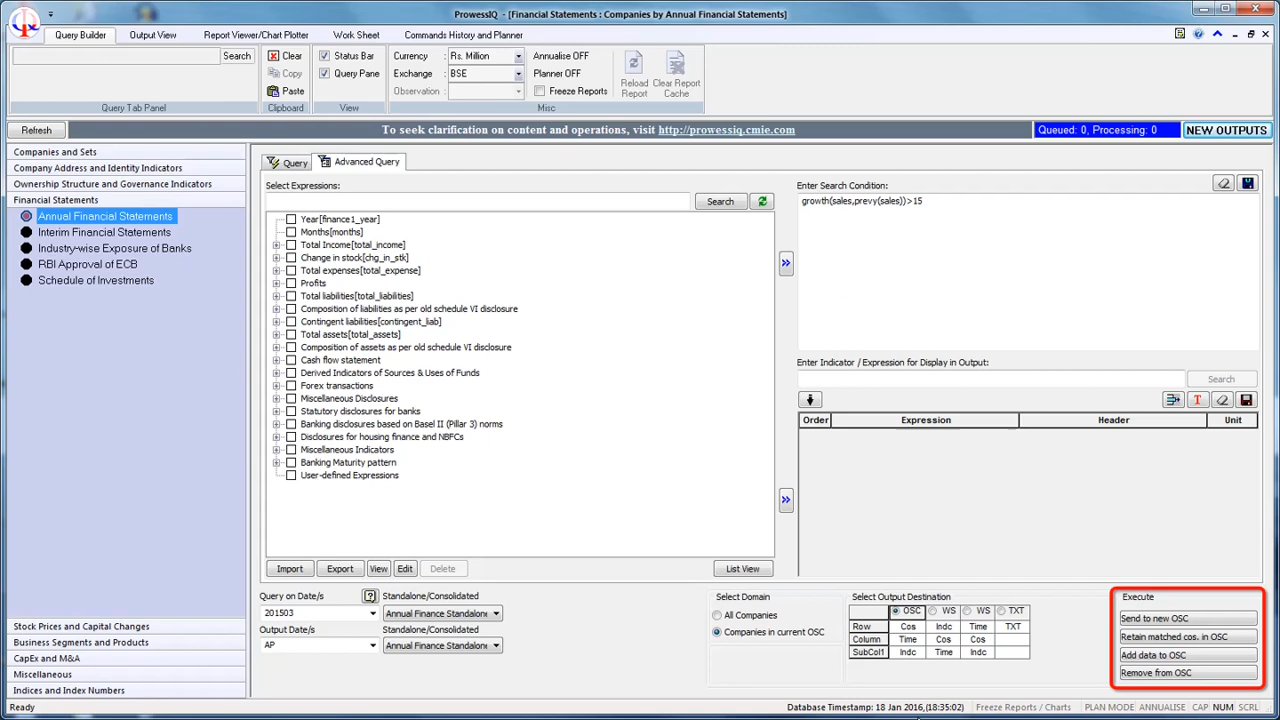 ProwessIQ - [Financial Statements : Companies by Annual Financial Statements]
Query Builder Output View Report Viewer/Chart Plotter Work Sheet Commands History and Planner
Search Clear Status Bar Currency Rs. Million Annualise OFF
Copy Query Pane Exchange BSE Planner OFF Reload Report Clear Report Cache
Paste Observation : Freeze Reports
Query Tab Panel Clipboard View Misc
Refresh To seek clarification on content and operations, visit http://prowessiq.cmie.com Queued: 0, Processing: 0 NEW OUTPUTS
Companies and Sets
Company Address and Identity Indicators
Ownership Structure and Governance Indicators
Financial Statements
Annual Financial Statements
Interim Financial Statements
Industry-wise Exposure of Banks
RBI Approval of ECB
Schedule of Investments
Stock Prices and Capital Changes
Business Segments and Products
CapEx and M&A
Miscellaneous
Indices and Index Numbers
Query Advanced Query
Select Expressions:
Search
Year[finance1_year]
Months[months]
Total Income[total_income]
Change in stock[chg_in_stk]
Total expenses[total_expense]
Profits
Total liabilities[total_liabilities]
Composition of liabilities as per old schedule VI disclosure
Contingent liabilities[contingent_liab]
Total assets[total_assets]
Composition of assets as per old schedule VI disclosure
Cash flow statement
Derived Indicators of Sources & Uses of Funds
Forex transactions
Miscellaneous Disclosures
Statutory disclosures for banks
Banking disclosures based on Basel II (Pillar 3) norms
Disclosures for housing finance and NBFCs
Miscellaneous Indicators
Banking Maturity pattern
User-defined Expressions
Import Export View Edit Delete List View
Enter Search Condition:
growth(sales,prevy(sales))>15
Enter Indicator / Expression for Display in Output:
Search
T
Order Expression Header Unit
Query on Date/s ? Standalone/Consolidated
201503 Annual Finance Standalone
Output Date/s Standalone/Consolidated
AP Annual Finance Standalone
Select Domain
All Companies
Companies in current OSC
Select Output Destination
OSC WS WS TXT
Row Cos Indc Time TXT
Column Time Cos Cos
SubCol1 Indc Time Indc
Execute
Send to new OSC
Retain matched cos. in OSC
Add data to OSC
Remove from OSC
Ready Database Timestamp: 18 Jan 2016,(18:35:02) Freeze Reports / Charts PLAN MODE ANNUALISE CAP NUM SCRL